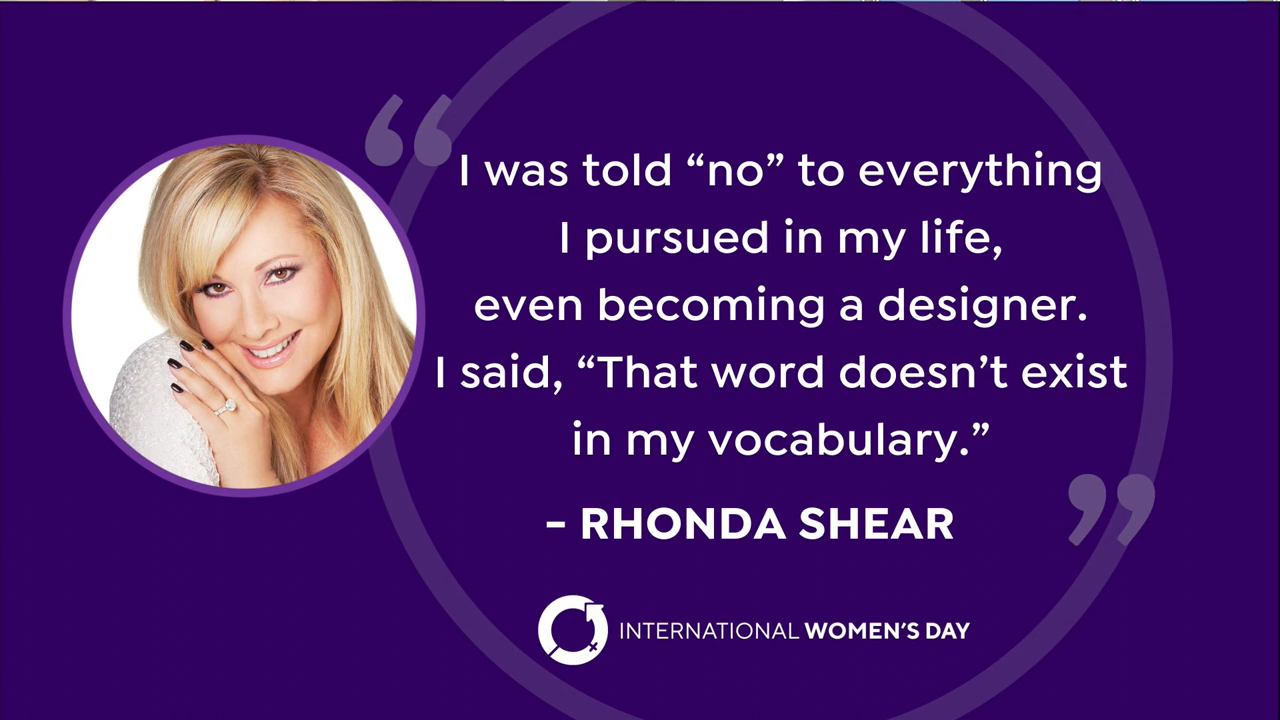 I was told “no” to everything
I pursued in my life,
even becoming a designer.
I said, “That word doesn’t exist
in my vocabulary.”
– RHONDA SHEAR
INTERNATIONAL WOMEN’S DAY